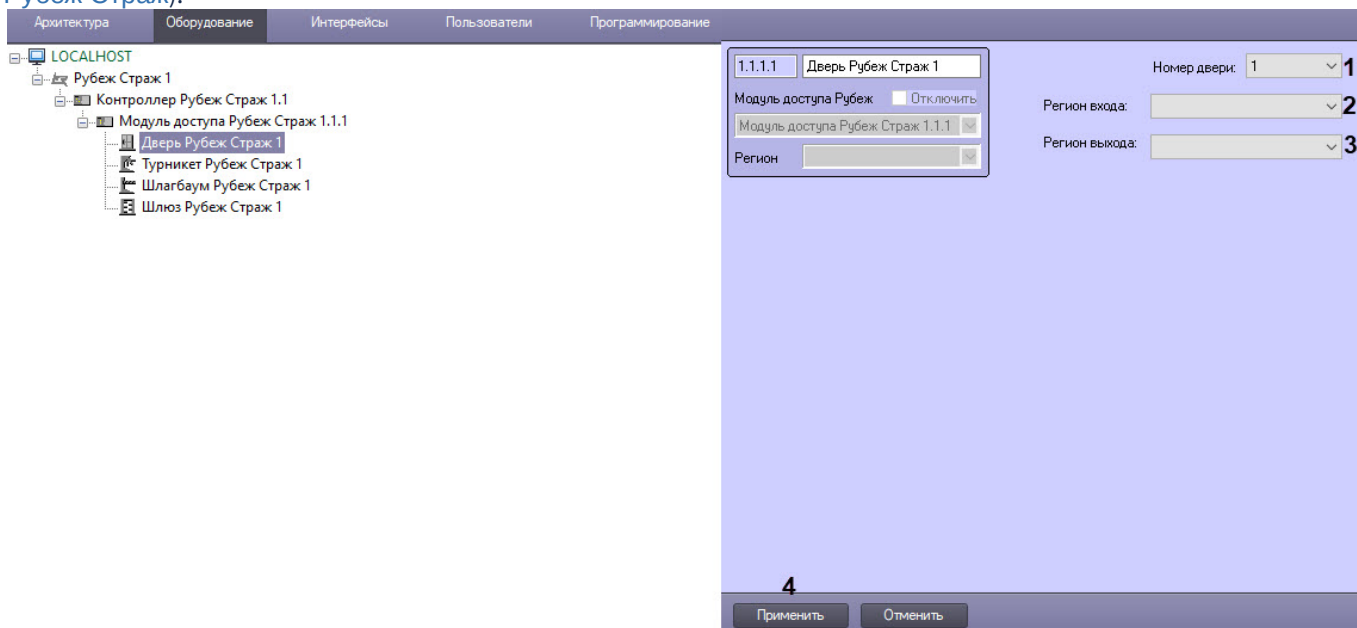 Рубеж Страж).
Архитектура Оборудование Интерфейсы Пользователи Программирование
LOCALHOST
Рубеж Страж 1
Контроллер Рубеж Страж 1.1
Модуль доступа Рубеж Страж 1.1.1
Дверь Рубеж Страж 1
Турникет Рубеж Страж 1
Шлагбаум Рубеж Страж 1
Шлюз Рубеж Страж 1
1.1.1.1 Дверь Рубеж Страж 1
Модуль доступа Рубеж Отключить
Модуль доступа Рубеж Страж 1.1.1
Регион
Номер двери: 1 1
Регион входа: 2
Регион выхода: 3
4
Применить Отменить